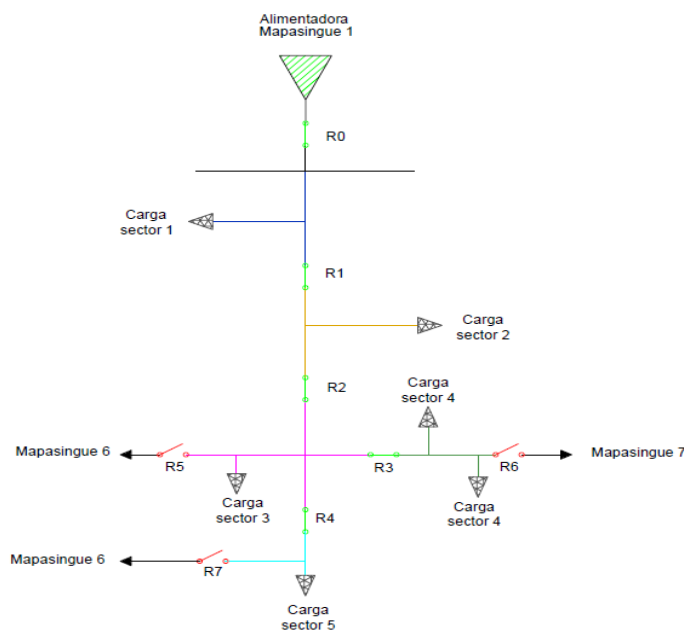 Alimentadora
Mapasingue 1
R0
Carga
sector 1
R1
Carga
sector 2
R2
Carga
sector 4
Mapasingue 6
R5
R3
R6
Mapasingue 7
Carga
sector 3
Carga
sector 4
R4
Mapasingue 6
R7
Carga
sector 5